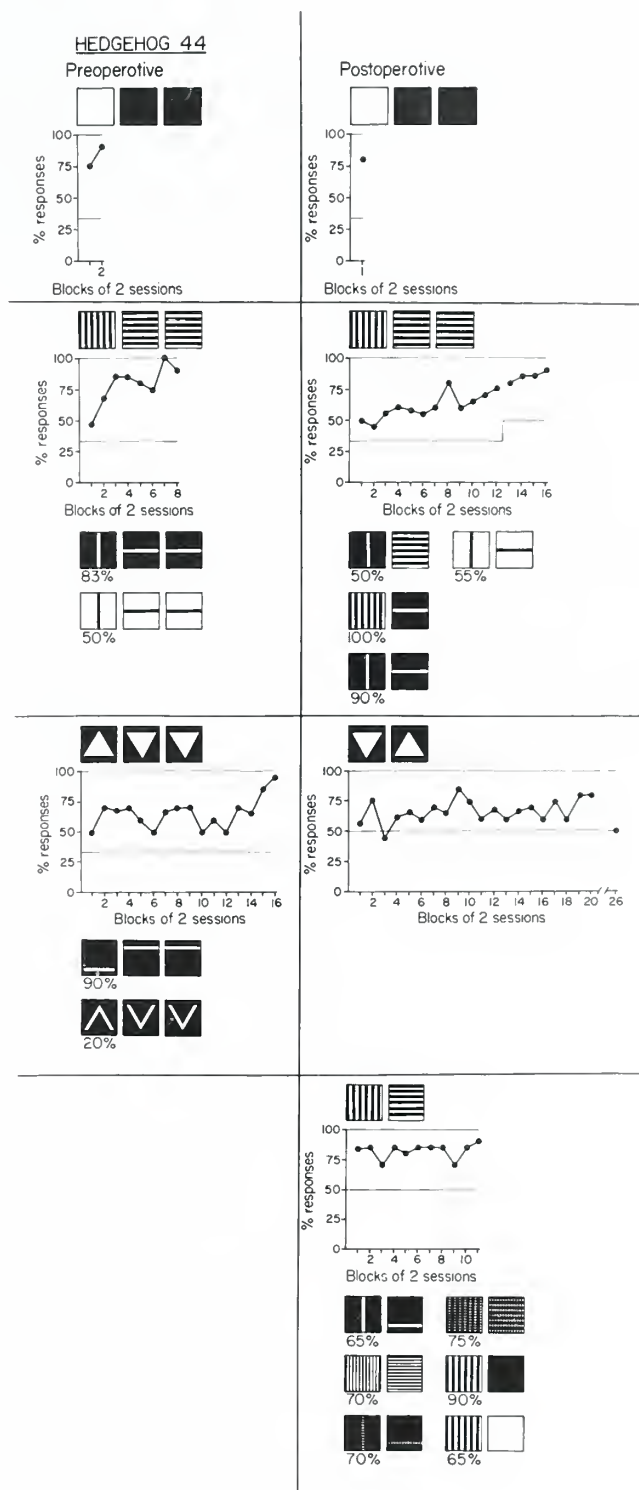 HEDGEHOG 44
Preoperotive
100
75
50
25
0
% responses
2
Blocks of 2 sessions
Postoperotive
100
75
50
25
0
% responses
1
Blocks of 2 sessions
100
75
50
25
0
% responses
2 4 6 8
Blocks of 2 sessions
83%
50%
100
75
50
25
0
% responses
2 4 6 8 10 12 14 16
Blocks of 2 sessions
50% 55%
100%
90%
100
75
50
25
0
% responses
2 4 6 8 10 12 14 16
Blocks of 2 sessions
90%
20%
100
75
50
25
0
% responses
2 4 6 8 10 12 14 16 18 20 26
Blocks of 2 sessions
100
75
50
25
0
% responses
2 4 6 8 10
Blocks of 2 sessions
65% 75%
70% 90%
70% 65%